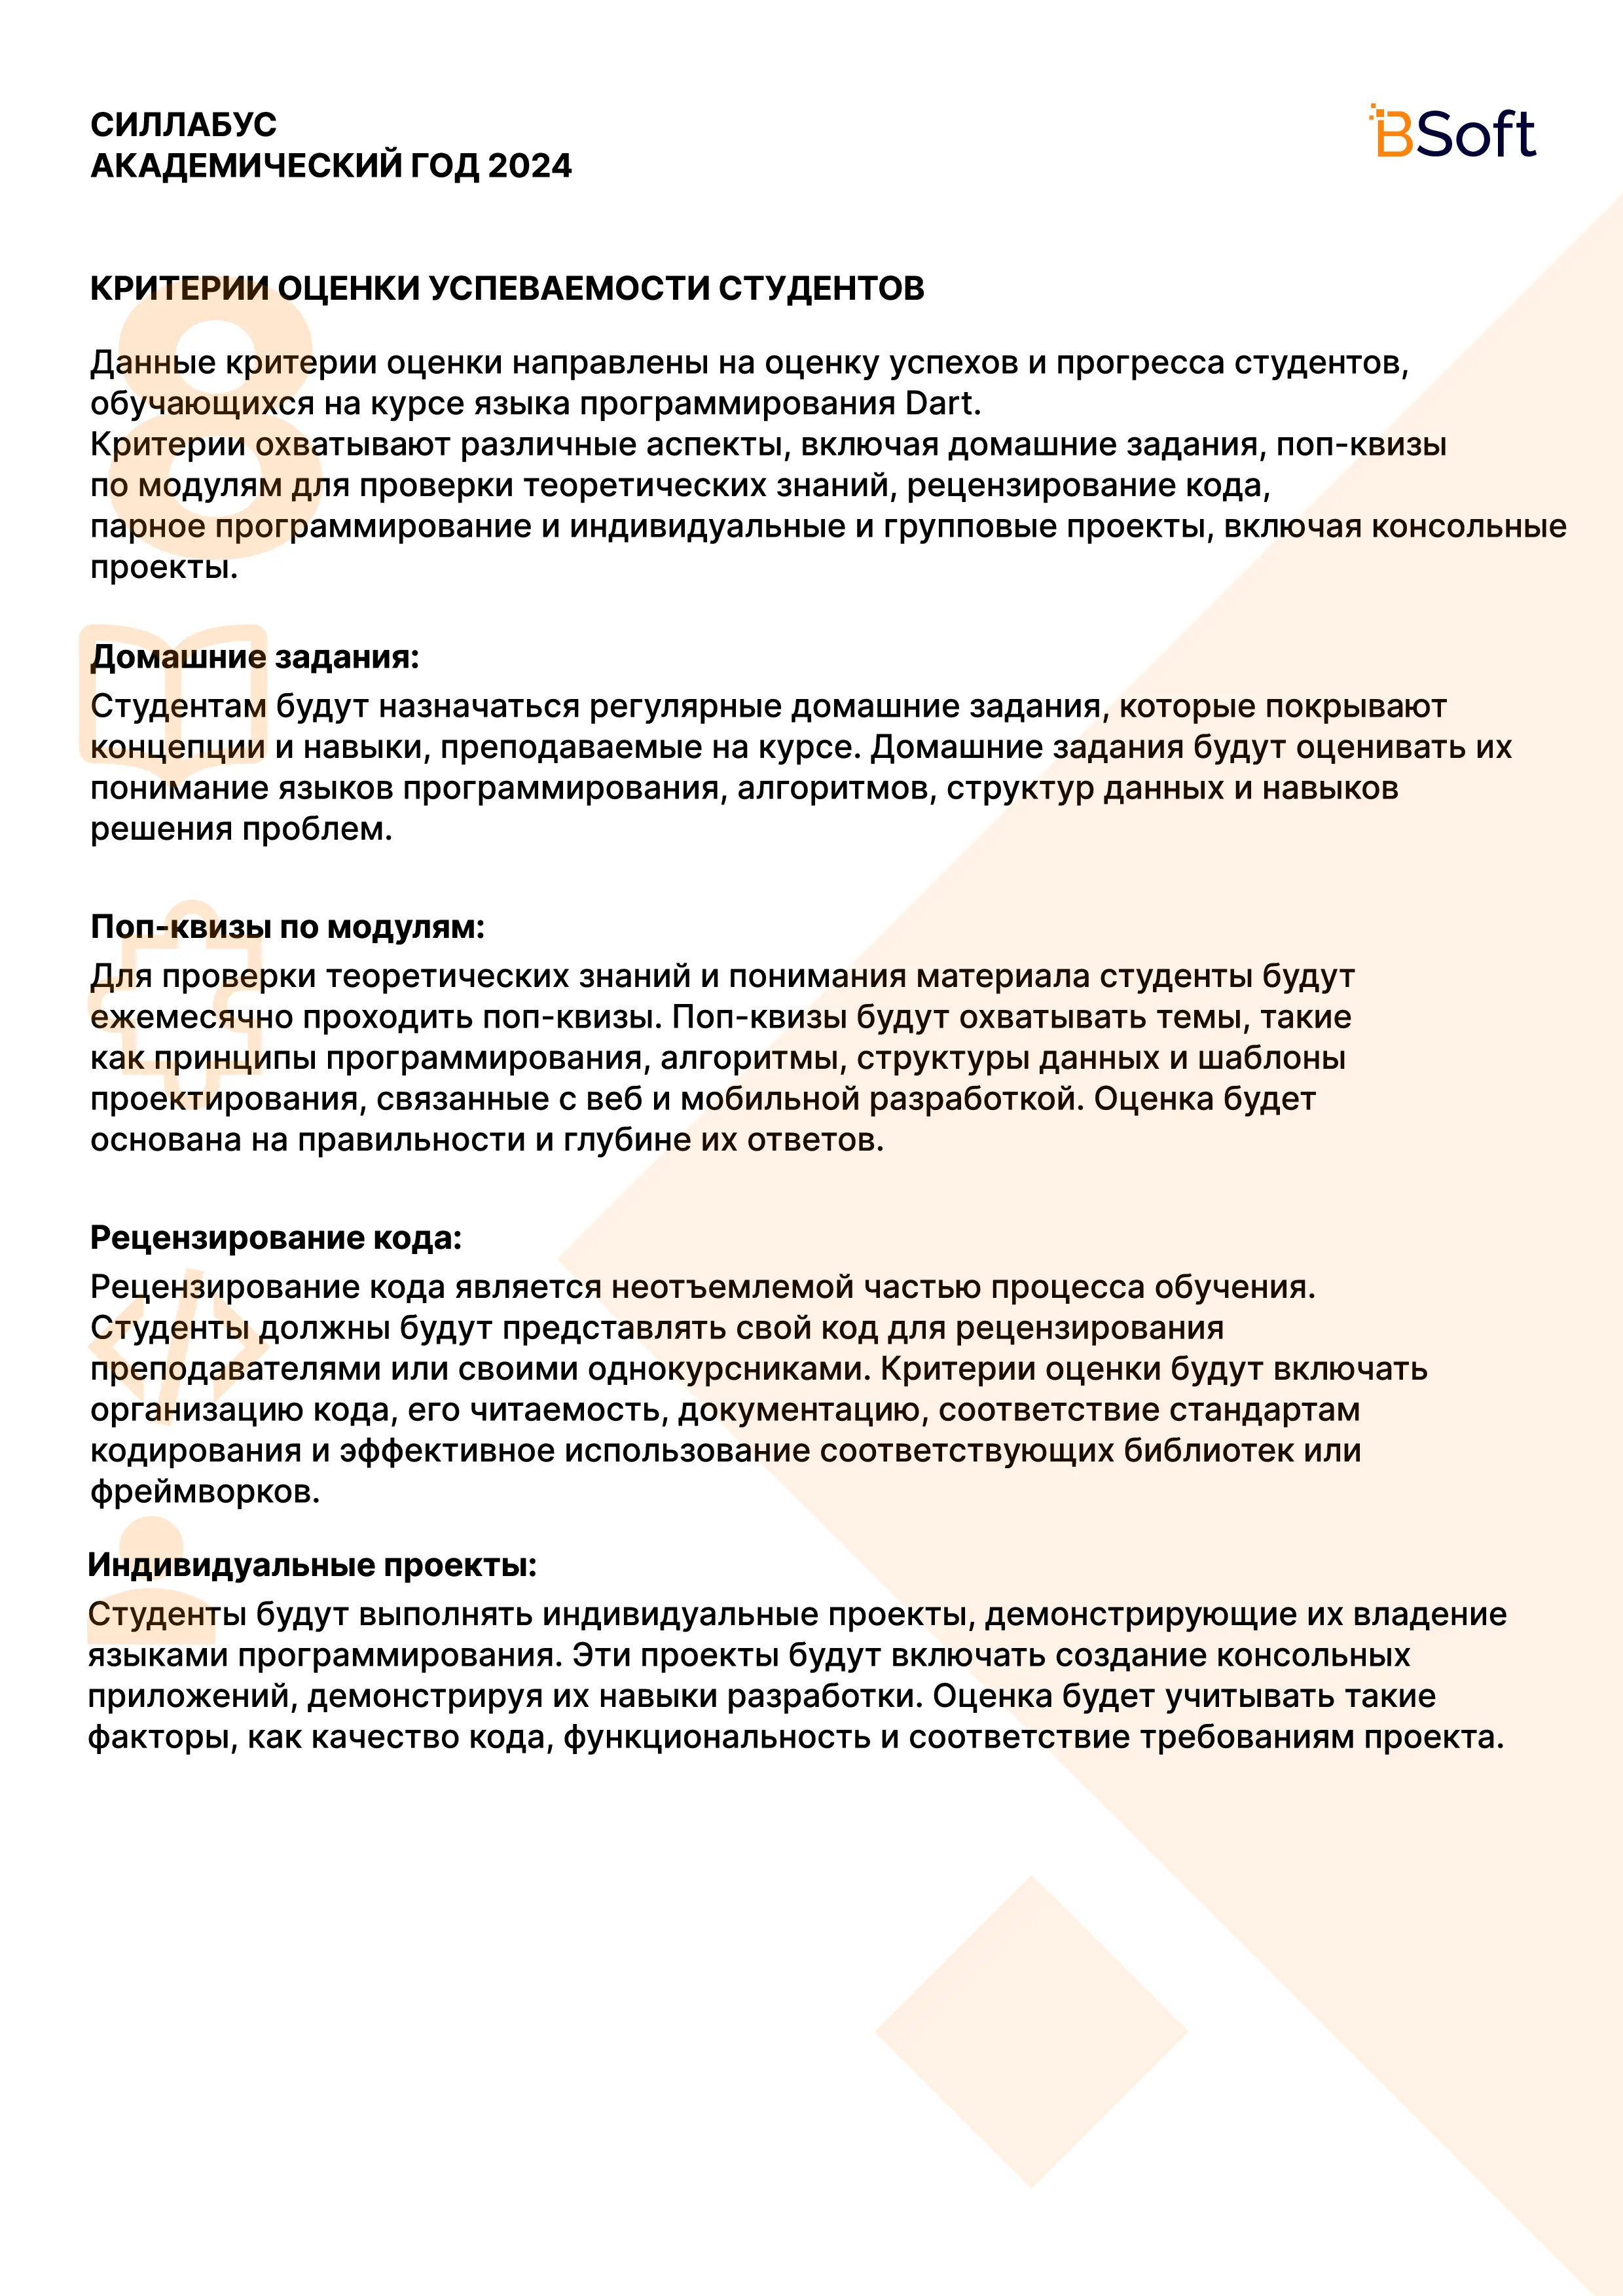 СИЛЛАБУС
АКАДЕМИЧЕСКИЙ ГОД 2024
BSoft
8
КРИТЕРИИ ОЦЕНКИ УСПЕВАЕМОСТИ СТУДЕНТОВ
Данные критерии оценки направлены на оценку успехов и прогресса студентов,
обучающихся на курсе языка программирования Dart.
Критерии охватывают различные аспекты, включая домашние задания, поп-квизы
по модулям для проверки теоретических знаний, рецензирование кода,
парное программирование и индивидуальные и групповые проекты, включая консольные
проекты.
Домашние задания:
Студентам будут назначаться регулярные домашние задания, которые покрывают
концепции и навыки, преподаваемые на курсе. Домашние задания будут оценивать их
понимание языков программирования, алгоритмов, структур данных и навыков
решения проблем.
Поп-квизы по модулям:
Для проверки теоретических знаний и понимания материала студенты будут
ежемесячно проходить поп-квизы. Поп-квизы будут охватывать темы, такие
как принципы программирования, алгоритмы, структуры данных и шаблоны
проектирования, связанные с веб и мобильной разработкой. Оценка будет
основана на правильности и глубине их ответов.
Рецензирование кода:
Рецензирование кода является неотъемлемой частью процесса обучения.
Студенты должны будут представлять свой код для рецензирования
преподавателями или своими однокурсниками. Критерии оценки будут включать
организацию кода, его читаемость, документацию, соответствие стандартам
кодирования и эффективное использование соответствующих библиотек или
фреймворков.
Индивидуальные проекты:
Студенты будут выполнять индивидуальные проекты, демонстрирующие их владение
языками программирования. Эти проекты будут включать создание консольных
приложений, демонстрируя их навыки разработки. Оценка будет учитывать такие
факторы, как качество кода, функциональность и соответствие требованиям проекта.